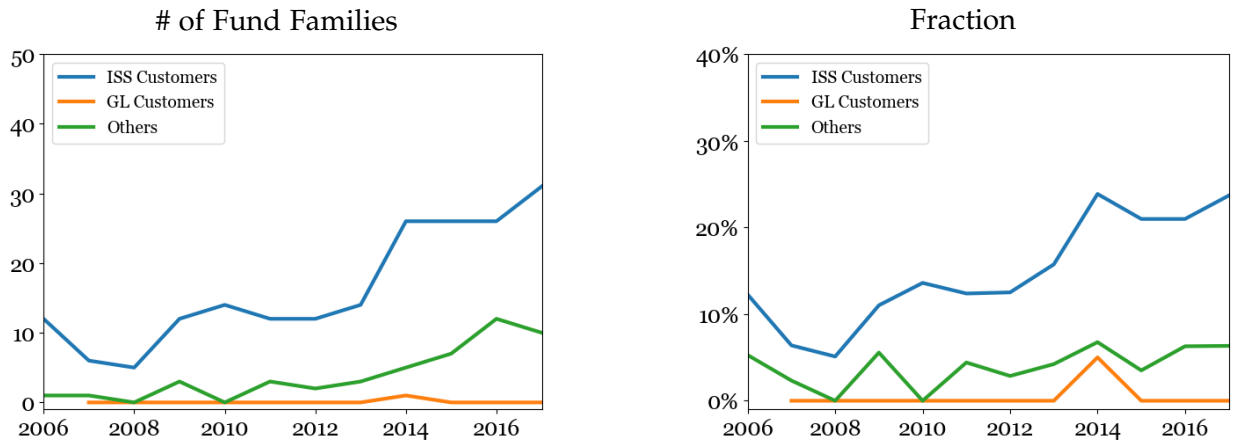 # of Fund Families
50
40
30
20
10
0
ISS Customers
GL Customers
Others
2006 2008 2010 2012 2014 2016
Fraction
40%
30%
20%
10%
0%
ISS Customers
GL Customers
Others
2006 2008 2010 2012 2014 2016